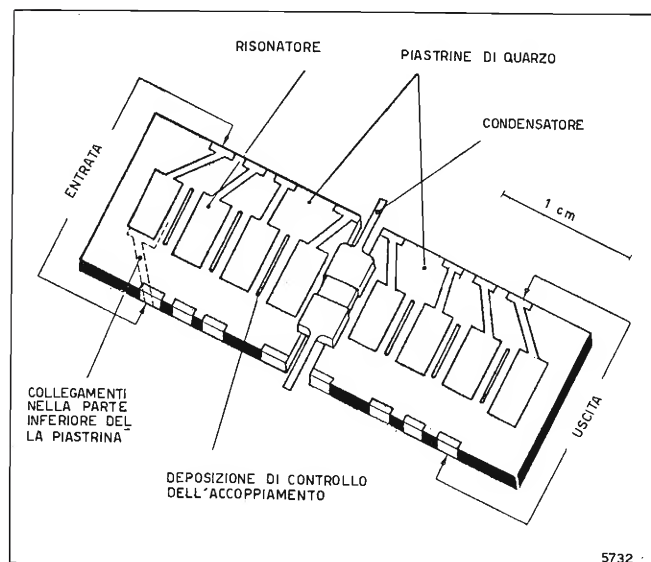 RISONATORE
PIASTRINE DI QUARZO
CONDENSATORE
ENTRATA
1 cm
COLLEGAMENTI
NELLA PARTE
INFERIORE DEL
LA PIASTRINA
DEPOSIZIONE DI CONTROLLO
DELL'ACCOPPIAMENTO
USCITA
5732